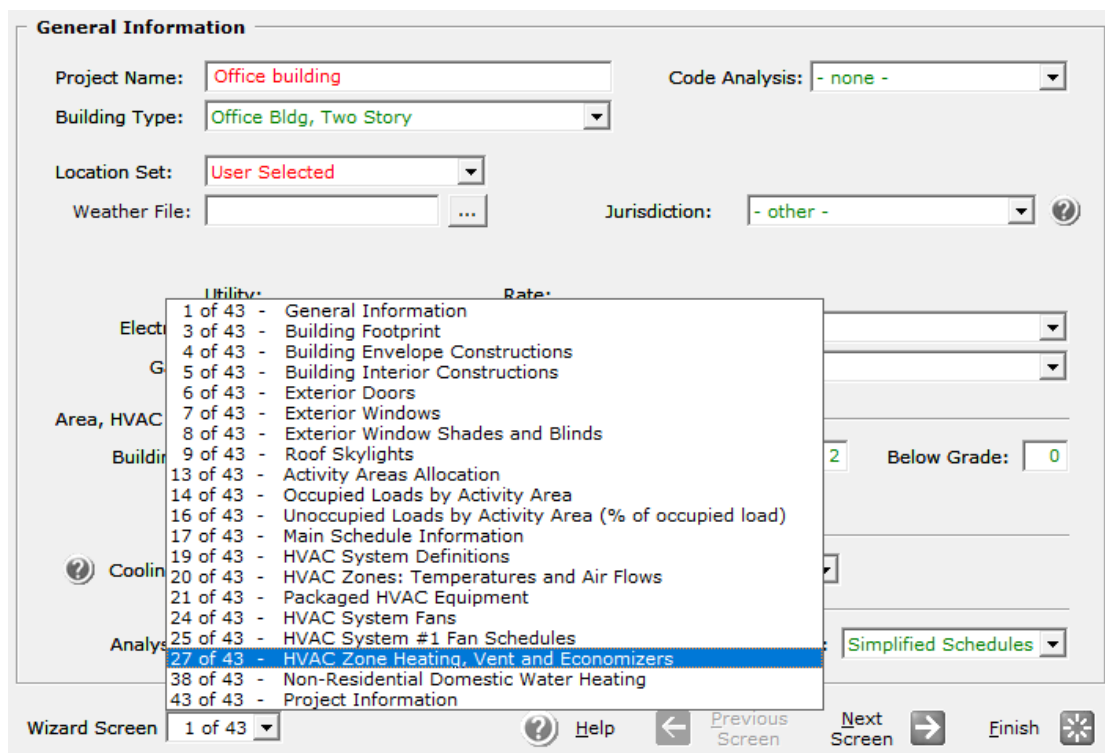 General Information
Project Name: Office building Code Analysis: - none -
Building Type: Office Bldg, Two Story
Location Set: User Selected
Weather File: ... Jurisdiction: - other - ?
Utility: Rate:
1 of 43 - General Information
Electr 3 of 43 - Building Footprint
4 of 43 - Building Envelope Constructions
G 5 of 43 - Building Interior Constructions
6 of 43 - Exterior Doors
Area, HVAC 7 of 43 - Exterior Windows
8 of 43 - Exterior Window Shades and Blinds
Buildin 9 of 43 - Roof Skylights 2 Below Grade: 0
13 of 43 - Activity Areas Allocation
14 of 43 - Occupied Loads by Activity Area
16 of 43 - Unoccupied Loads by Activity Area (% of occupied load)
17 of 43 - Main Schedule Information
19 of 43 - HVAC System Definitions
? Coolin 20 of 43 - HVAC Zones: Temperatures and Air Flows
21 of 43 - Packaged HVAC Equipment
24 of 43 - HVAC System Fans
Analys 25 of 43 - HVAC System #1 Fan Schedules : Simplified Schedules
27 of 43 - HVAC Zone Heating, Vent and Economizers
38 of 43 - Non-Residential Domestic Water Heating
43 of 43 - Project Information
Wizard Screen 1 of 43 ? Help Previous Screen Next Screen Finish